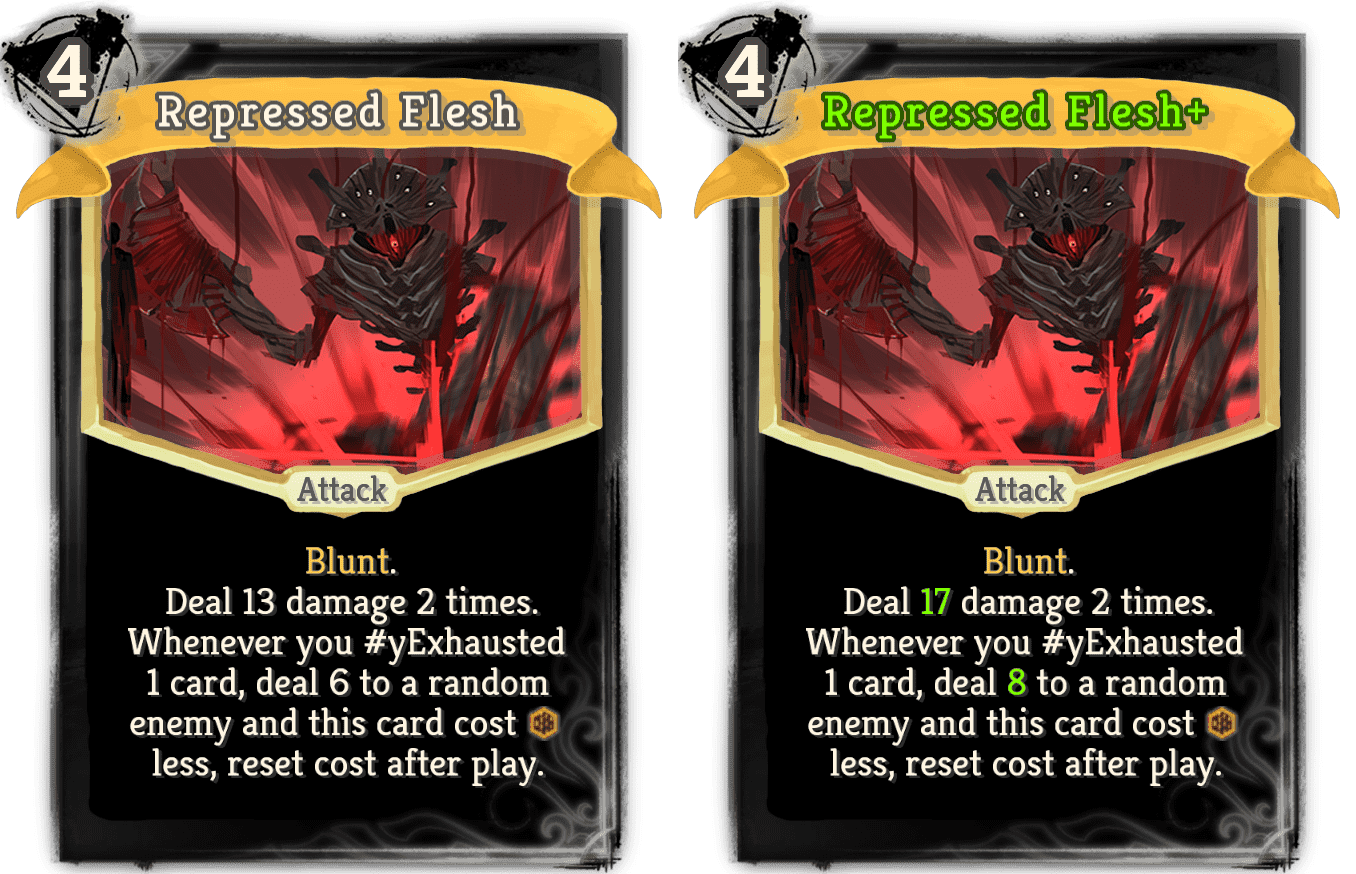 4
Repressed Flesh
Attack
Blunt.
Deal 13 damage 2 times.
Whenever you #yExhausted
1 card, deal 6 to a random
enemy and this card cost
less, reset cost after play.
4
Repressed Flesh+
Attack
Blunt.
Deal 17 damage 2 times.
Whenever you #yExhausted
1 card, deal 8 to a random
enemy and this card cost
less, reset cost after play.